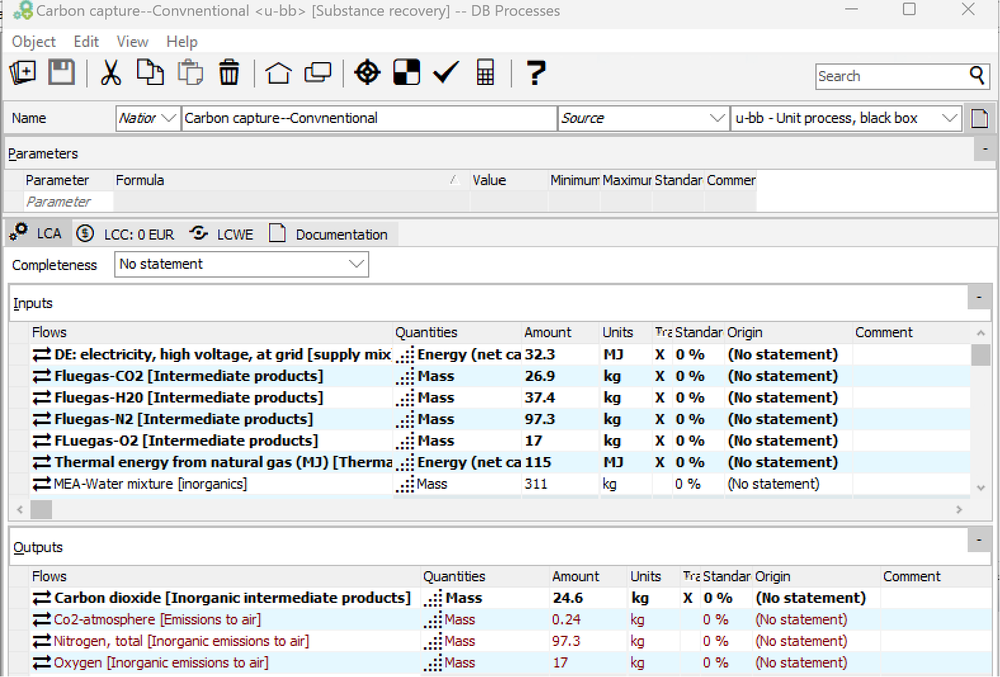 Carbon capture--Convnentional <u-bb> [Substance recovery] -- DB Processes
Object Edit View Help
Search
Name Nation Carbon capture--Convnentional Source u-bb - Unit process, black box
Parameters -
Parameter Formula Value Minimum Maximur Standar Commer
Parameter
LCA LCC: 0 EUR LCWE Documentation
Completeness No statement
Inputs -
Flows Quantities Amount Units Tra Standar Origin Comment
DE: electricity, high voltage, at grid [supply mix] Energy (net ca 32.3 MJ X 0 % (No statement)
Fluegas-CO2 [Intermediate products] Mass 26.9 kg X 0 % (No statement)
Fluegas-H20 [Intermediate products] Mass 37.4 kg X 0 % (No statement)
Fluegas-N2 [Intermediate products] Mass 97.3 kg X 0 % (No statement)
FLuegas-O2 [Intermediate products] Mass 17 kg X 0 % (No statement)
Thermal energy from natural gas (MJ) [Therma Energy (net ca 115 MJ X 0 % (No statement)
MEA-Water mixture [inorganics] Mass 311 kg 0 % (No statement)
Outputs -
Flows Quantities Amount Units Tra Standar Origin Comment
Carbon dioxide [Inorganic intermediate products] Mass 24.6 kg X 0 % (No statement)
Co2-atmosphere [Emissions to air] Mass 0.24 kg 0 % (No statement)
Nitrogen, total [Inorganic emissions to air] Mass 97.3 kg 0 % (No statement)
Oxygen [Inorganic emissions to air] Mass 17 kg 0 % (No statement)